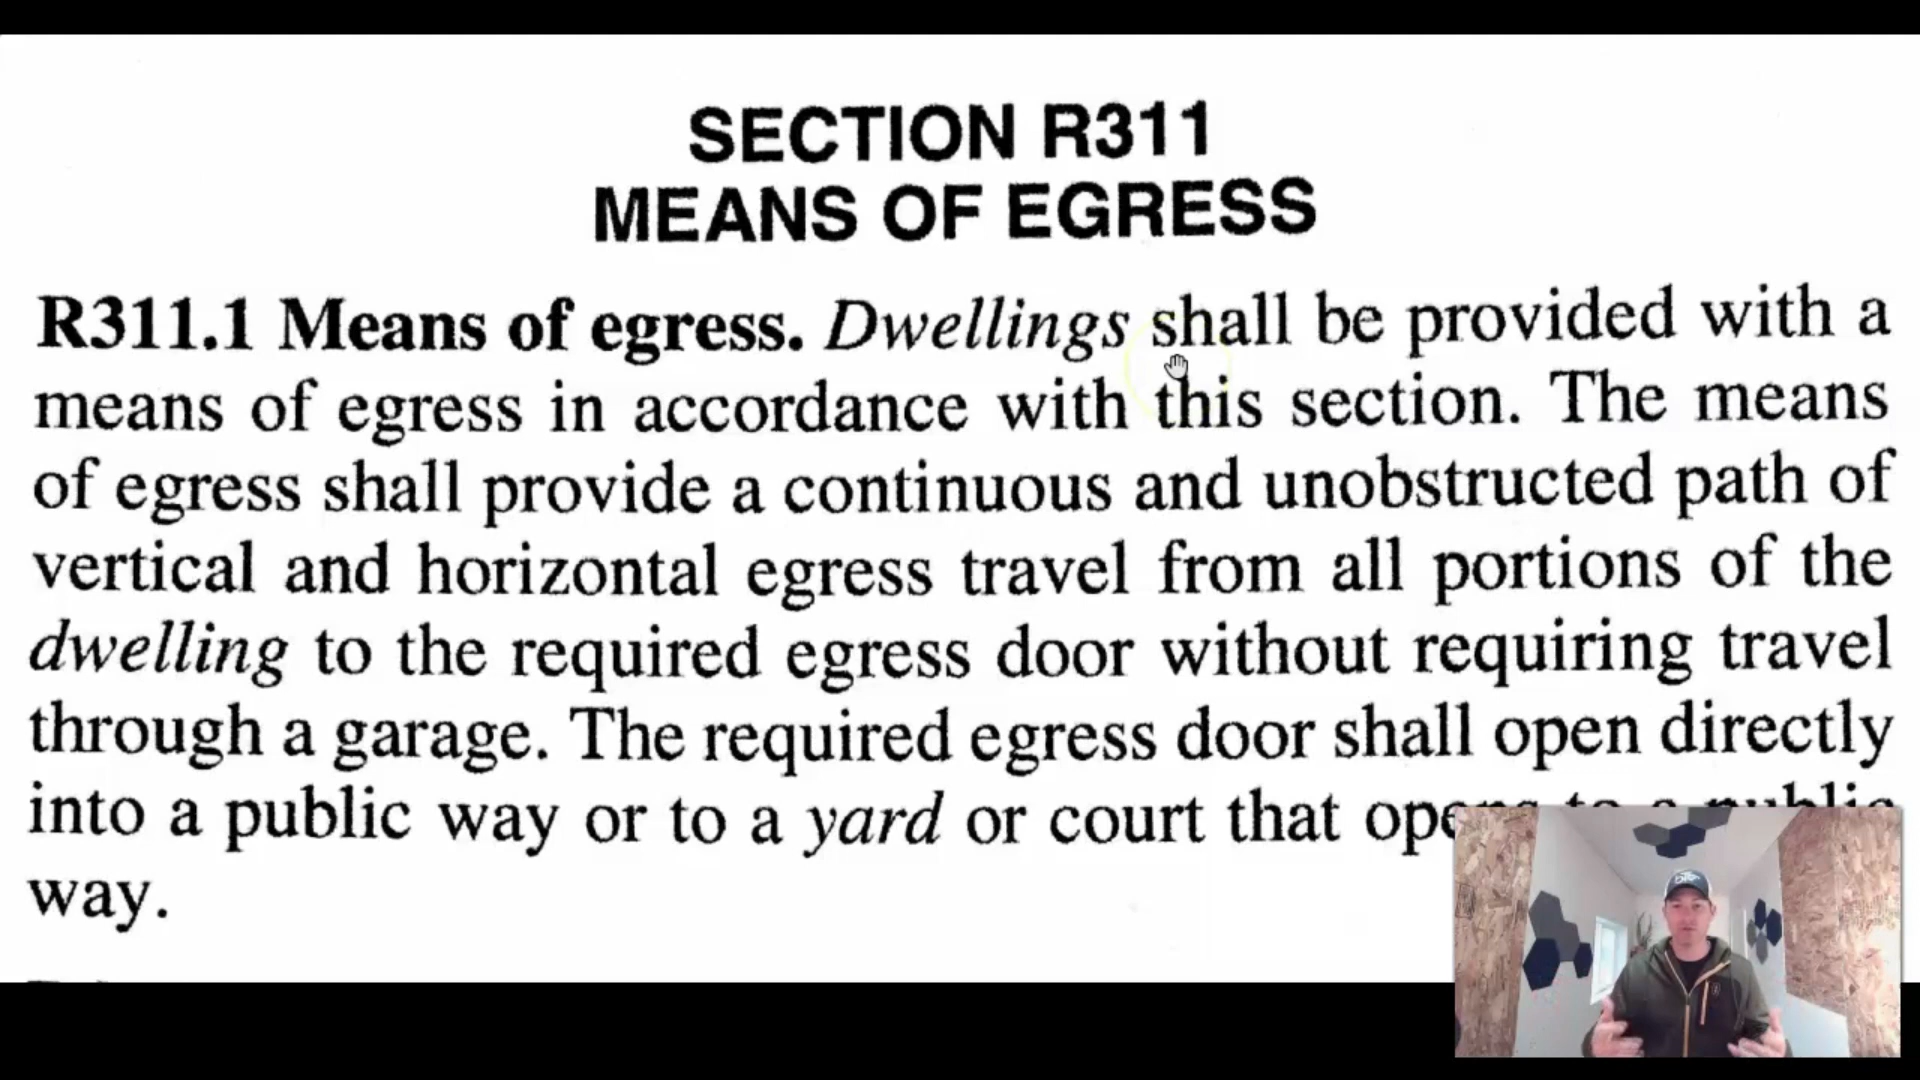 SECTION R311
MEANS OF EGRESS
R311.1 Means of egress. Dwellings shall be provided with a
means of egress in accordance with this section. The means
of egress shall provide a continuous and unobstructed path of
vertical and horizontal egress travel from all portions of the
dwelling to the required egress door without requiring travel
through a garage. The required egress door shall open directly
into a public way or to a yard or court that opens to a public
way.